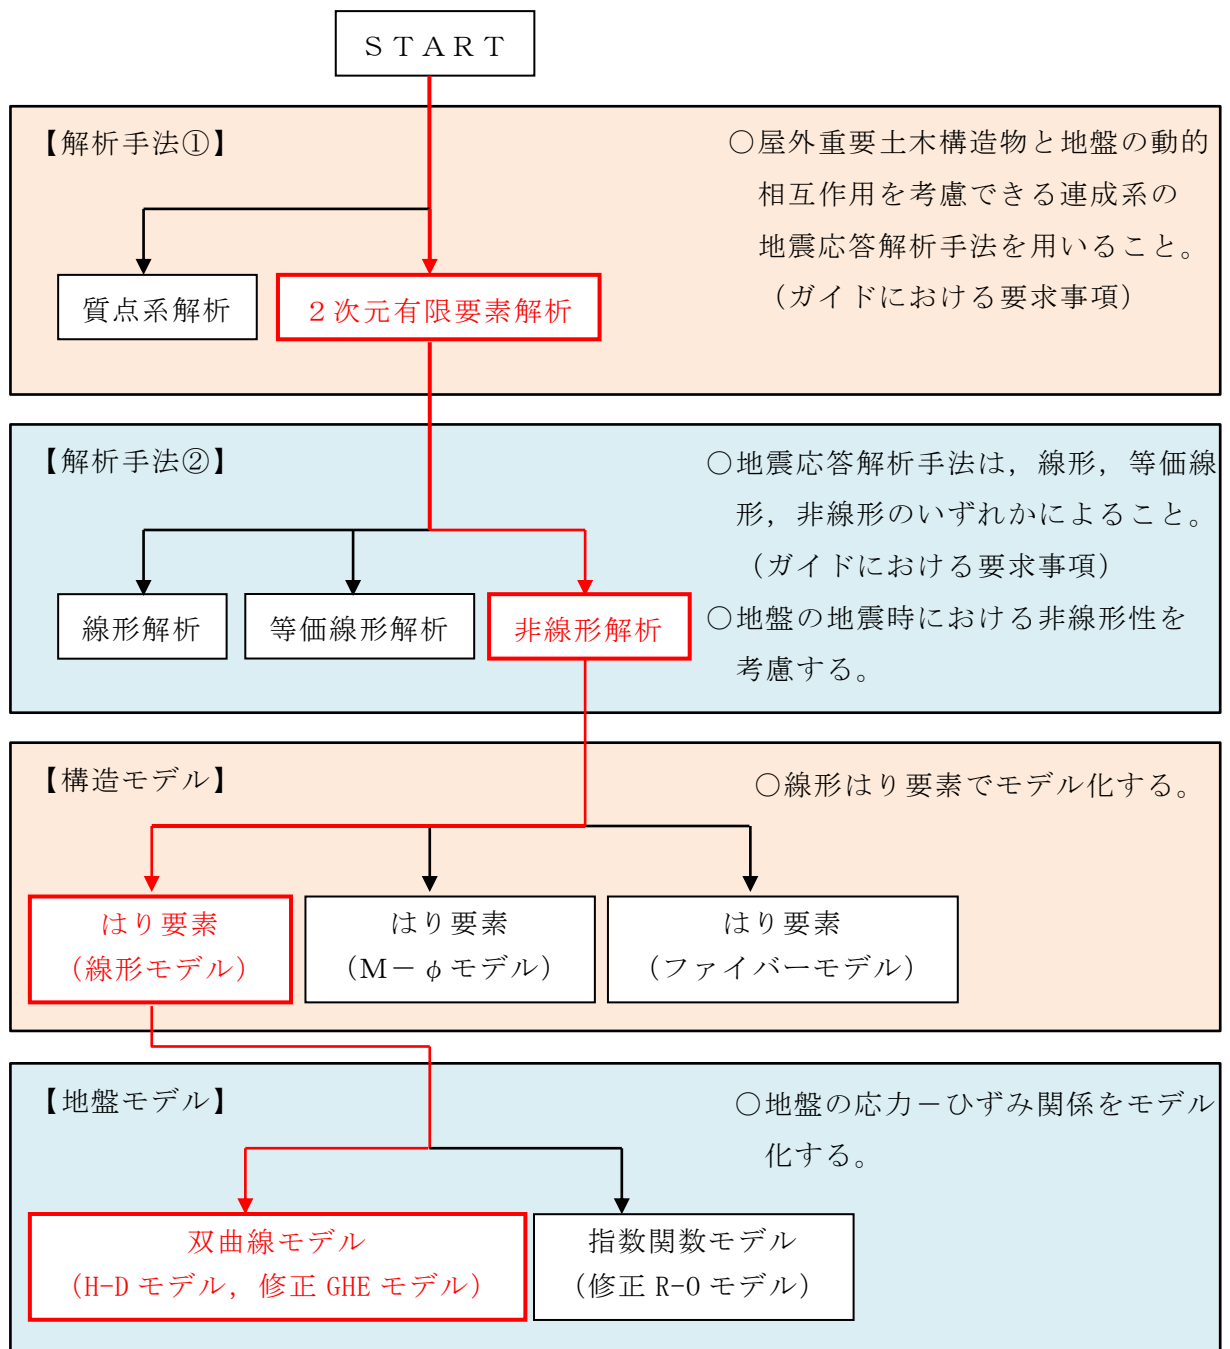 ＳＴＡＲＴ
【解析手法①】
○屋外重要土木構造物と地盤の動的
相互作用を考慮できる連成系の
地震応答解析手法を用いること。
（ガイドにおける要求事項）
質点系解析
２次元有限要素解析
【解析手法②】
○地震応答解析手法は，線形，等価線
形，非線形のいずれかによること。
（ガイドにおける要求事項）
○地盤の地震時における非線形性を
考慮する。
線形解析
等価線形解析
非線形解析
【構造モデル】
○線形はり要素でモデル化する。
はり要素
（線形モデル）
はり要素
（Ｍ－φモデル）
はり要素
（ファイバーモデル）
【地盤モデル】
○地盤の応力－ひずみ関係をモデル
化する。
双曲線モデル
（H-D モデル，修正 GHE モデル）
指数関数モデル
（修正 R-O モデル）